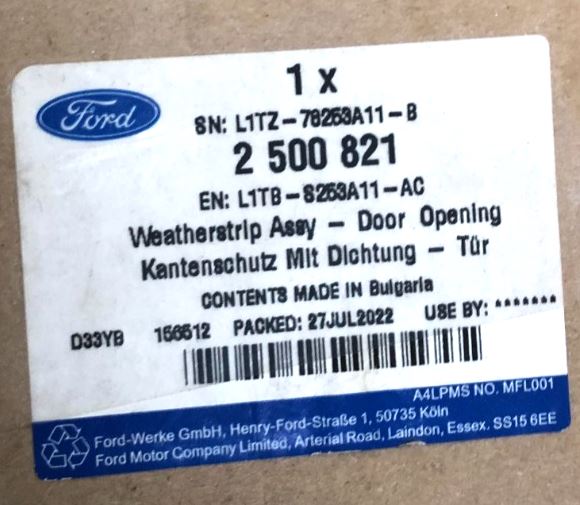 1 x
Ford
SN: L1TZ-78253A11-B
2 500 821
EN: L1TB-S253A11-AC
Weatherstrip Assy - Door Opening
Kantenschutz Mit Dichtung - Tür
CONTENTS MADE IN Bulgaria
D33YB 156512 PACKED: 27JUL2022 USE BY: *******
A4LPMS NO. MFL001
Ford-Werke GmbH, Henry-Ford-Straße 1, 50735 Köln
Ford Motor Company Limited, Arterial Road, Laindon, Essex. SS15 6EE